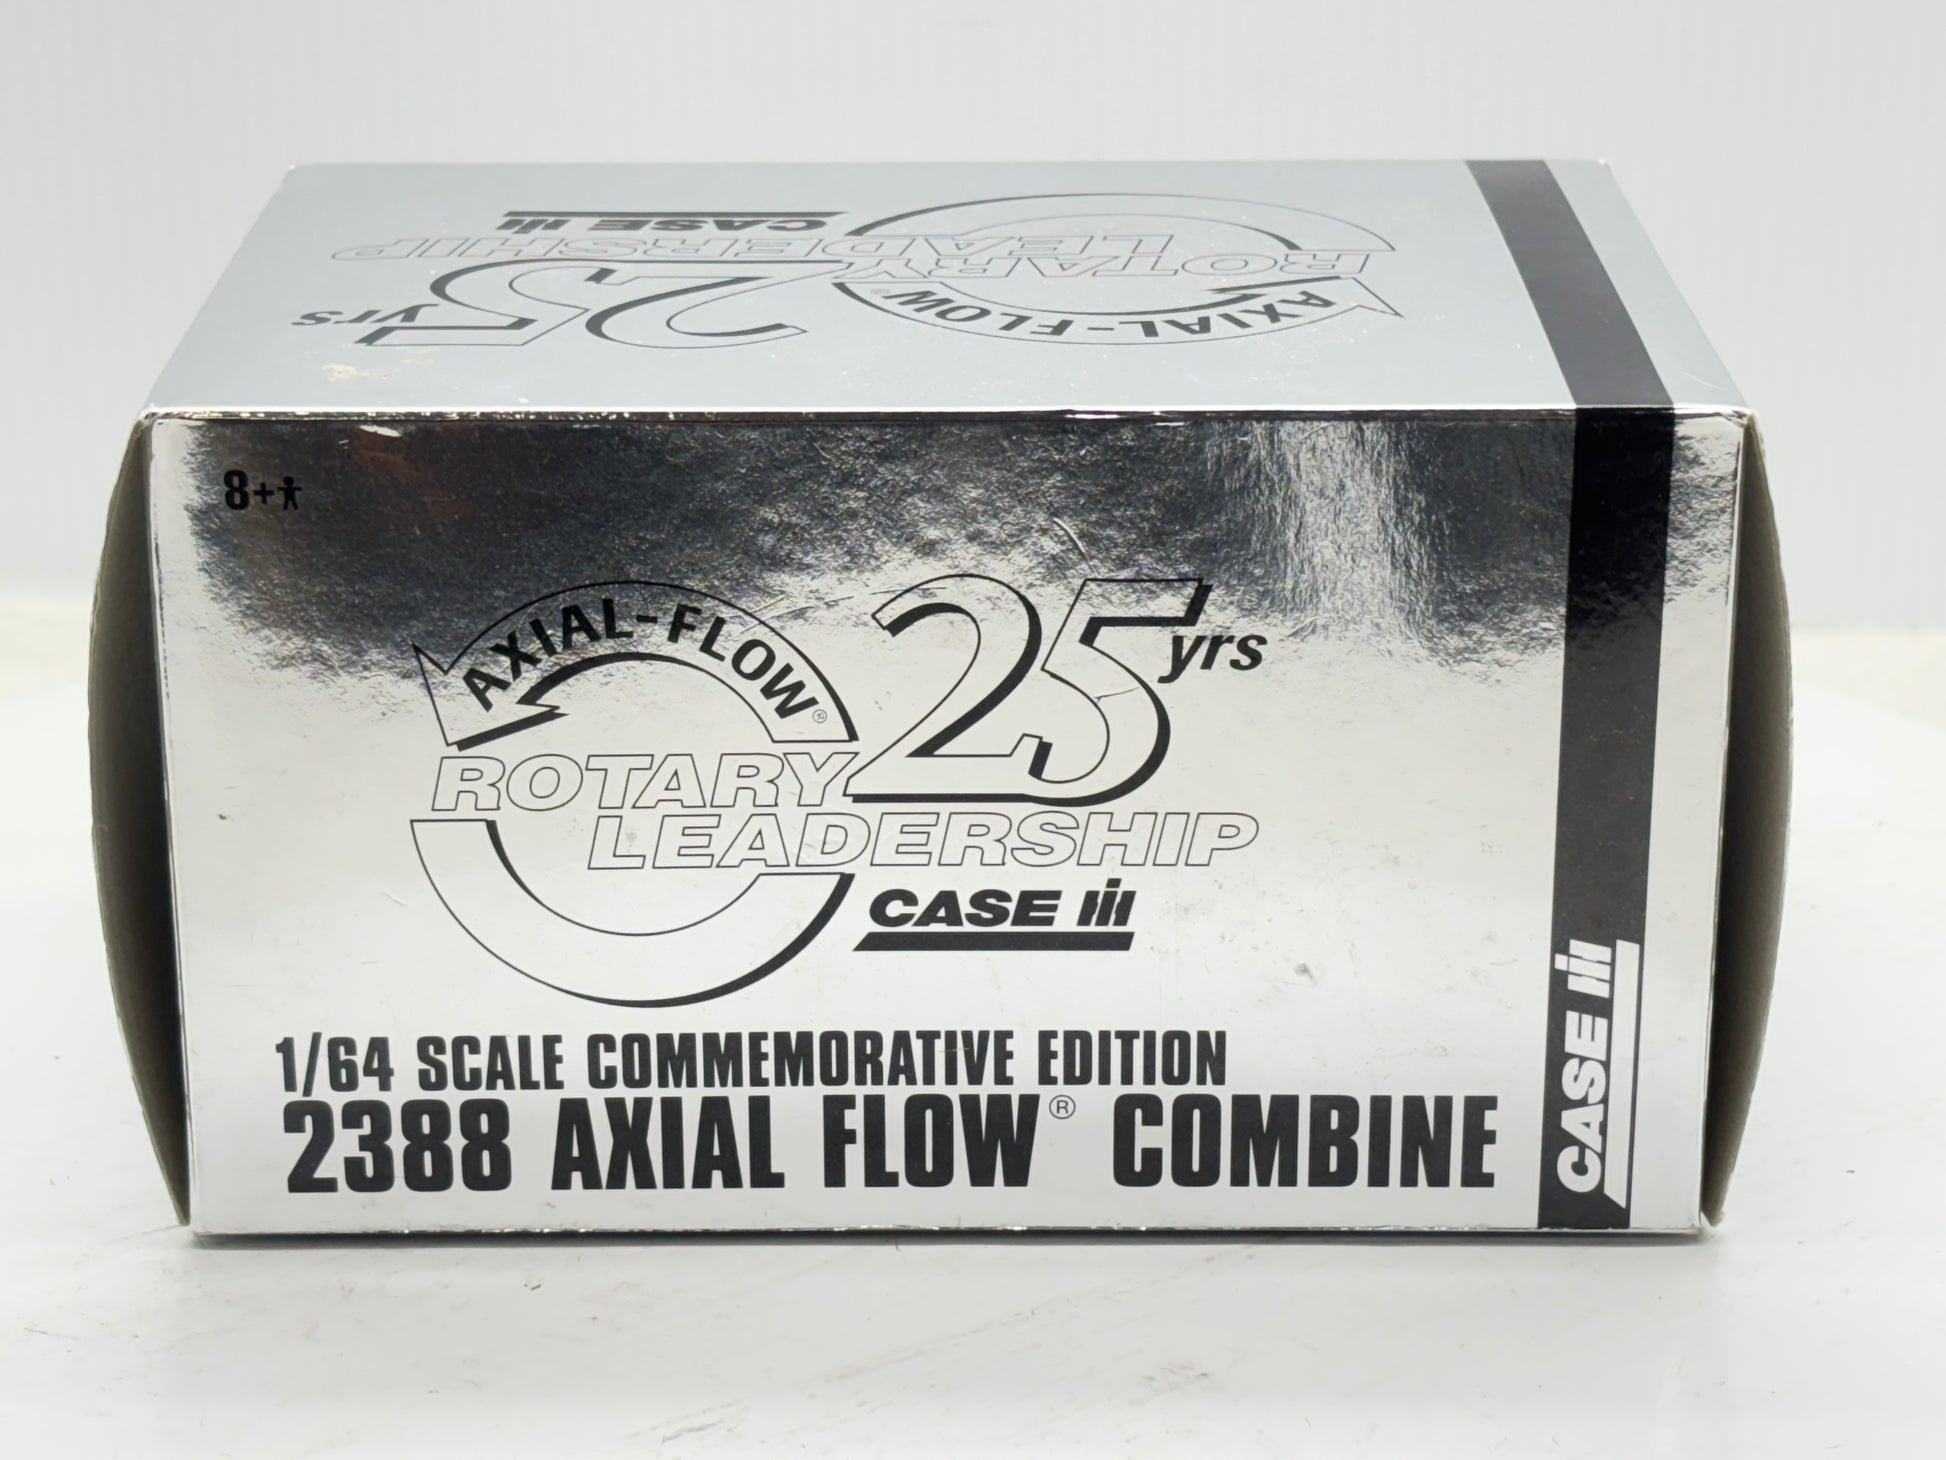 CASE IH
ROTARY LEADERSHIP
25 yrs
AXIAL-FLOW®
8+
AXIAL-FLOW®
25 yrs
ROTARY
LEADERSHIP
CASE IH
1/64 SCALE COMMEMORATIVE EDITION
2388 AXIAL FLOW® COMBINE
CASE IH